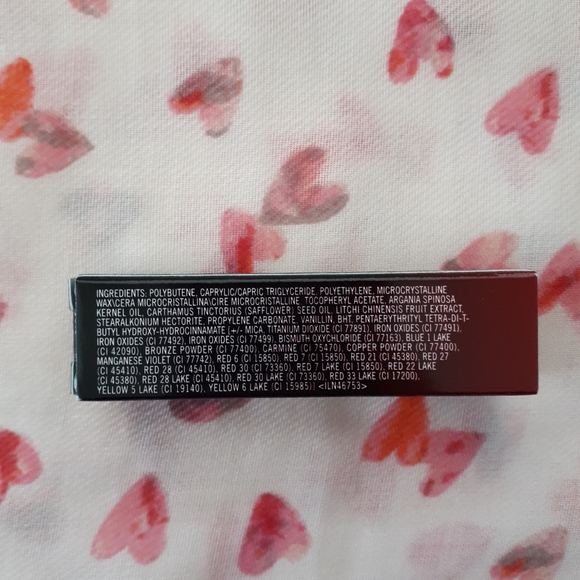 INGREDIENTS: POLYBUTENE, CAPRYLIC/CAPRIC TRIGLYCERIDE, POLYETHYLENE, MICROCRYSTALLINE
WAX\CERA MICROCRISTALLINA\CIRE MICROCRISTALLINE, TOCOPHERYL ACETATE, ARGANIA SPINOSA
KERNEL OIL, CARTHAMUS TINCTORIUS (SAFFLOWER) SEED OIL, LITCHI CHINENSIS FRUIT EXTRACT,
STEARALKONIUM HECTORITE, PROPYLENE CARBONATE, VANILLIN, BHT, PENTAERYTHRITYL TETRA-DI-T-
BUTYL HYDROXY-HYDROCINNAMATE [+/- MICA, TITANIUM DIOXIDE (CI 77891), IRON OXIDES (CI 77491),
IRON OXIDES (CI 77492), IRON OXIDES (CI 77499), BISMUTH OXYCHLORIDE (CI 77163), BLUE 1 LAKE
(CI 42090), BRONZE POWDER (CI 77400), CARMINE (CI 75470), COPPER POWDER (CI 77400),
MANGANESE VIOLET (CI 77742), RED 6 (CI 15850), RED 7 (CI 15850), RED 21 (CI 45380), RED 27
(CI 45410), RED 28 (CI 45410), RED 30 (CI 73360), RED 7 LAKE (CI 15850), RED 22 LAKE
(CI 45380), RED 28 LAKE (CI 45410), RED 30 LAKE (CI 73360), RED 33 LAKE (CI 17200),
YELLOW 5 LAKE (CI 19140), YELLOW 6 LAKE (CI 15985)] <ILN46753>